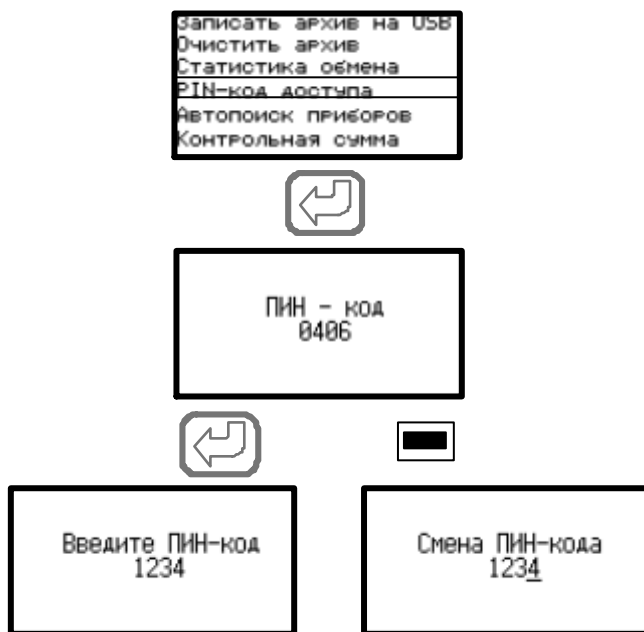 Записать архив на USB
Очистить архив
Статистика обмена
PIN-код доступа
Автопоиск приборов
Контрольная сумма
ПИН - код
0406
Введите ПИН-код
1234
Смена ПИН-кода
1234